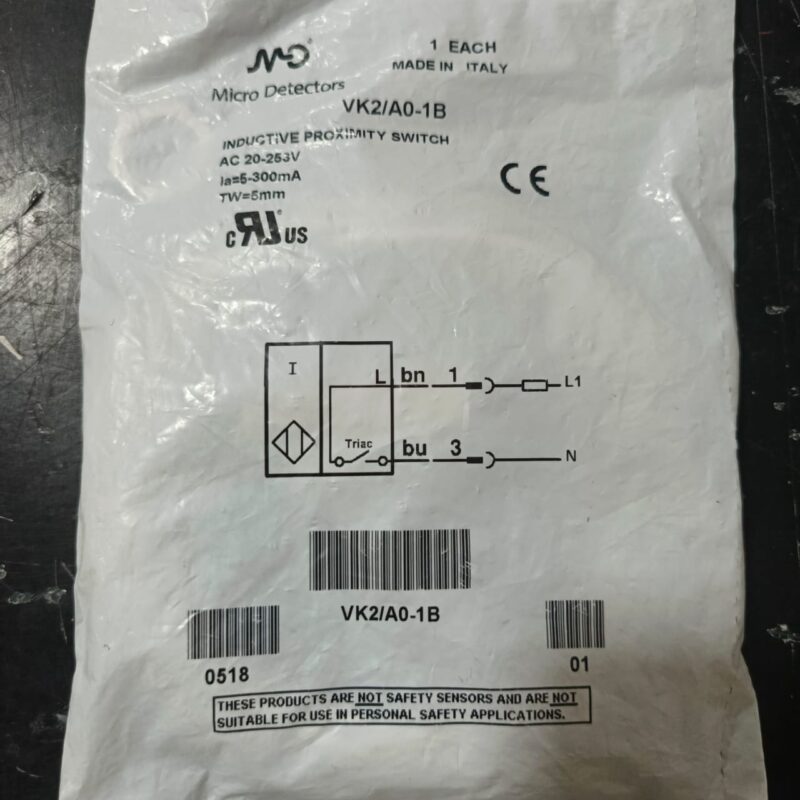 MD
1 EACH
MADE IN ITALY
Micro Detectors
VK2/A0-1B
INDUCTIVE PROXIMITY SWITCH
AC 20-253V
Ia=5-300mA
TW=5mm
CE
c RU US
I
L bn 1 L1
Triac
bu 3 N
VK2/A0-1B
0518
01
THESE PRODUCTS ARE NOT SAFETY SENSORS AND ARE NOT
SUITABLE FOR USE IN PERSONAL SAFETY APPLICATIONS.